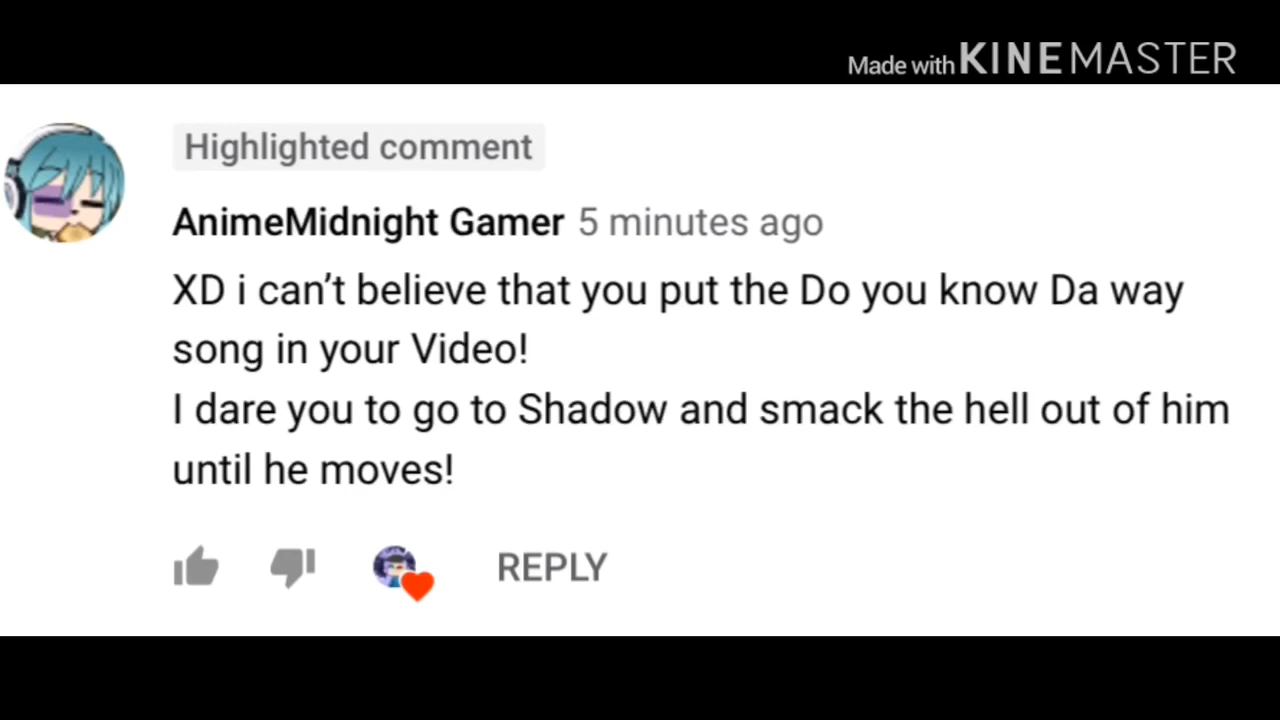 Made with KINEMASTER
Highlighted comment
AnimeMidnight Gamer 5 minutes ago
XD i can’t believe that you put the Do you know Da way
song in your Video!
I dare you to go to Shadow and smack the hell out of him
until he moves!
REPLY